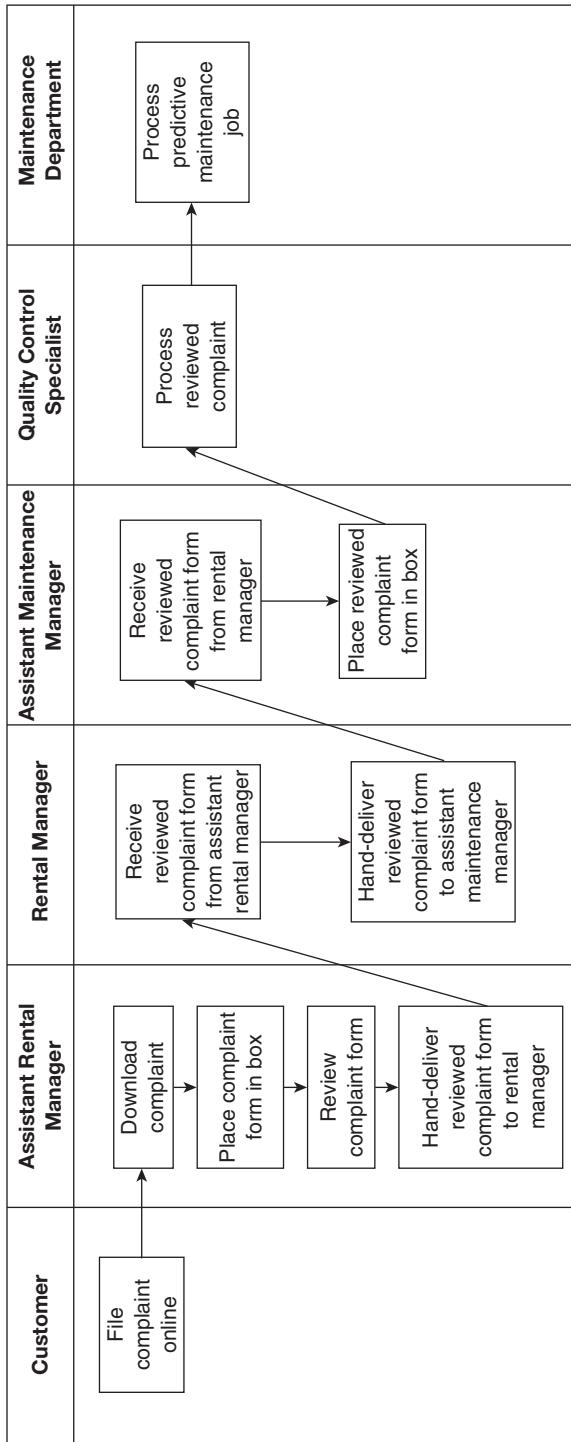 Customer
Assistant Rental
Manager
Rental Manager
Assistant Maintenance
Manager
Quality Control
Specialist
Maintenance
Department
File
complaint
online
Download
complaint
Place complaint
form in box
Review
complaint form
Hand-deliver
reviewed
complaint form
to rental
manager
Receive
reviewed
complaint form
from assistant
rental manager
Hand-deliver
reviewed
complaint form
to assistant
maintenance
manager
Receive
reviewed
complaint form
from rental
manager
Place reviewed
complaint
form in box
Process
reviewed
complaint
Process
predictive
maintenance
job